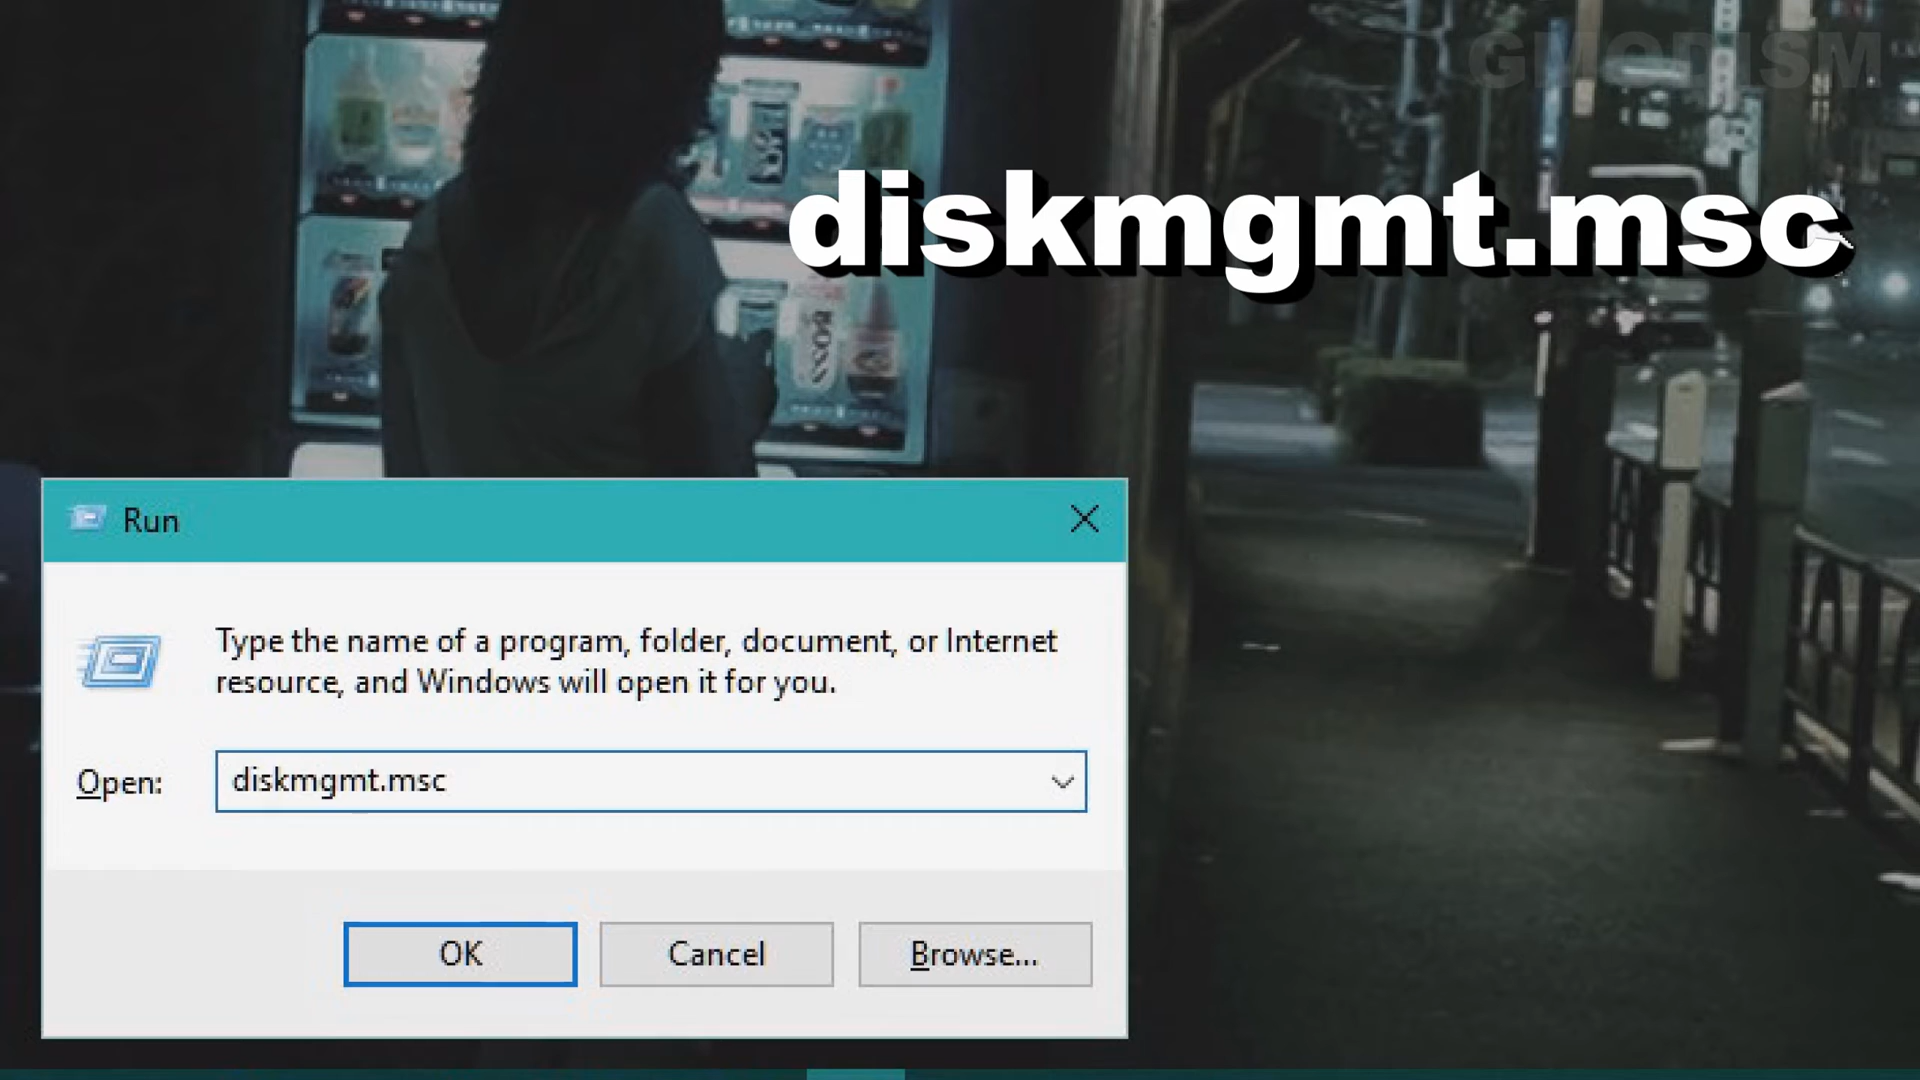 GMODISM
diskmgmt.msc
Run
Type the name of a program, folder, document, or Internet
resource, and Windows will open it for you.
Open:
diskmgmt.msc
OK
Cancel
Browse...